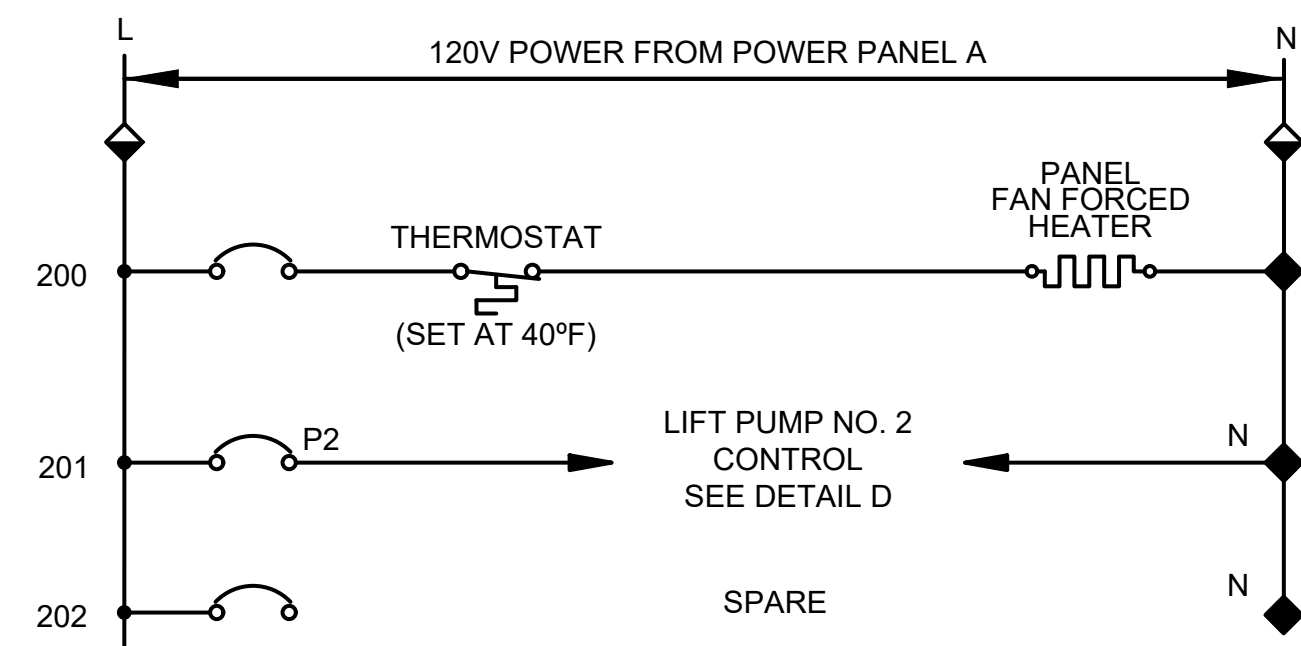 L
120V POWER FROM POWER PANEL A
N
PANEL
FAN FORCED
HEATER
THERMOSTAT
200
(SET AT 40ºF)
LIFT PUMP NO. 2
P2
N
201
CONTROL
SEE DETAIL D
N
202
SPARE